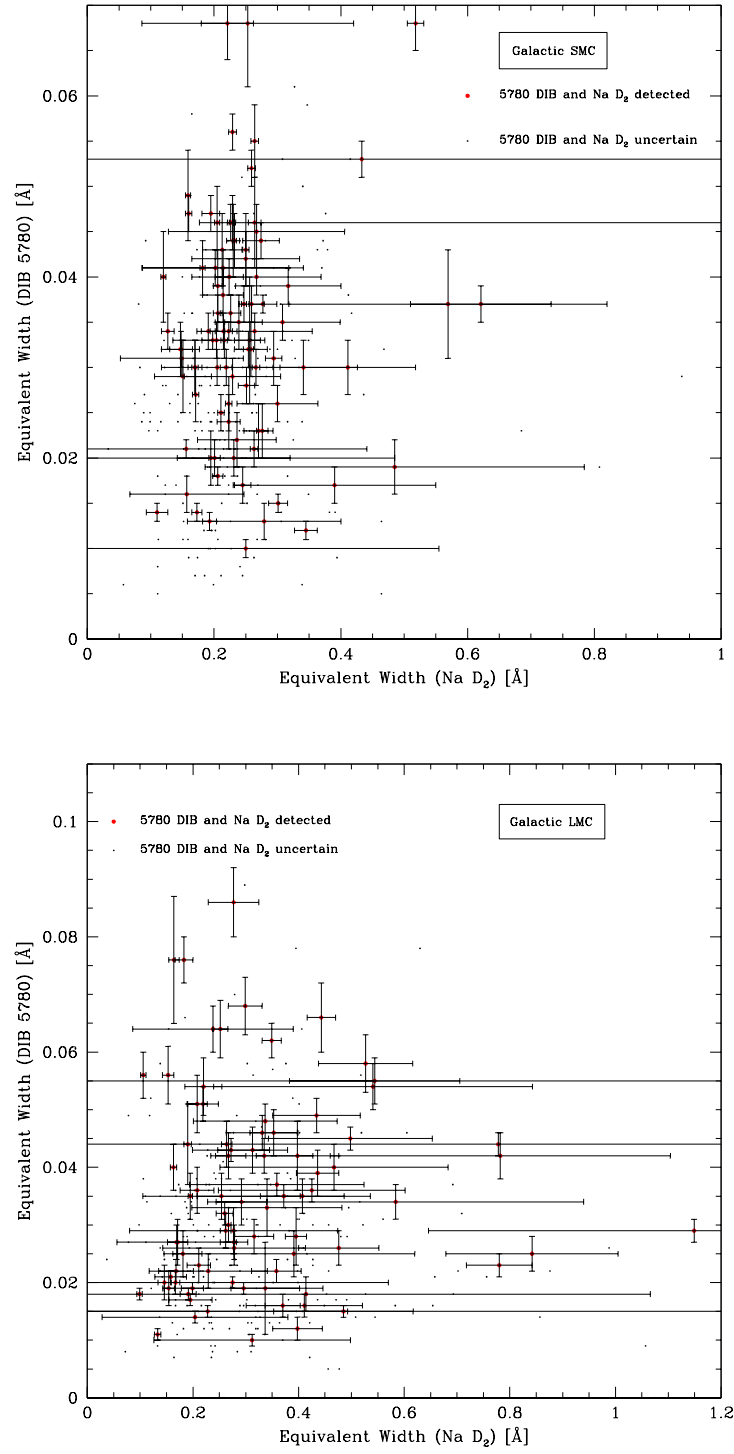 Galactic SMC
5780 DIB and Na D₂ detected
5780 DIB and Na D₂ uncertain
0.06
0.04
0.02
0
Equivalent Width (DIB 5780) [Å]
0 0.2 0.4 0.6 0.8 1
Equivalent Width (Na D₂) [Å]
Galactic LMC
5780 DIB and Na D₂ detected
5780 DIB and Na D₂ uncertain
0.1
0.08
0.06
0.04
0.02
0
Equivalent Width (DIB 5780) [Å]
0 0.2 0.4 0.6 0.8 1 1.2
Equivalent Width (Na D₂) [Å]